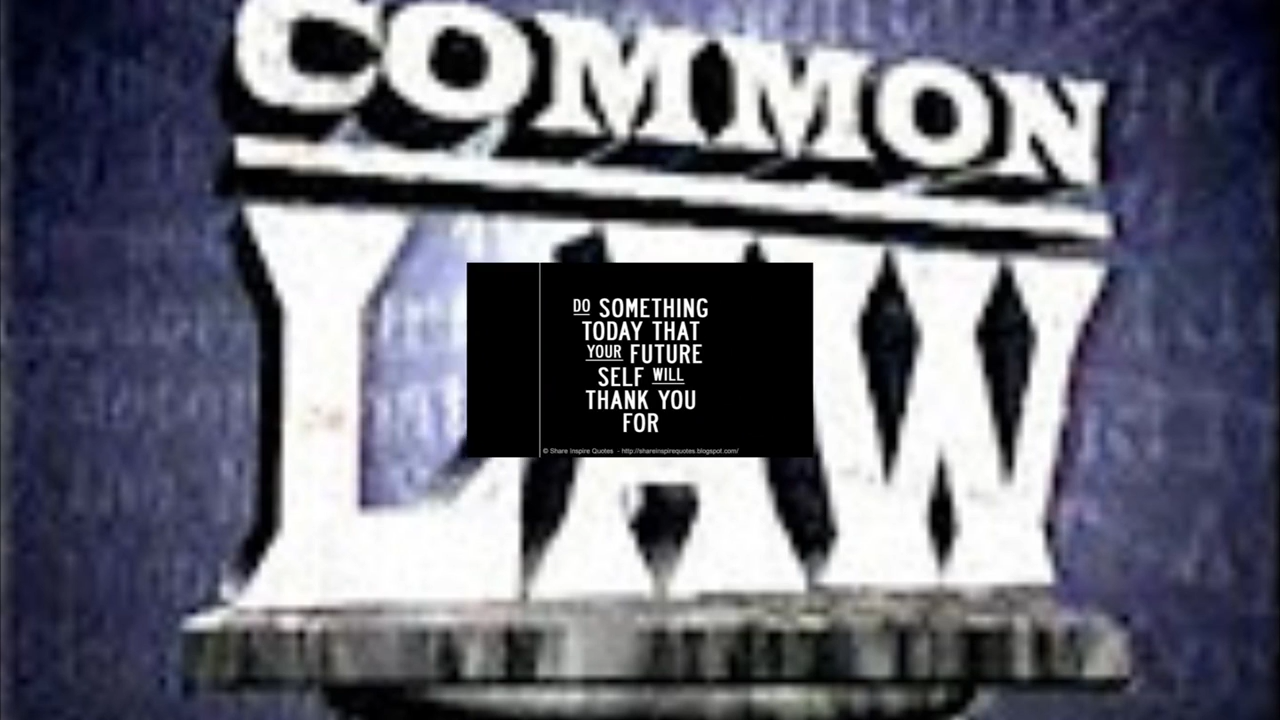 COMMON
LAW
DO SOMETHING
TODAY THAT
YOUR FUTURE
SELF WILL
THANK YOU
FOR
© Share Inspire Quotes - http://shareinspirequotes.blogspot.com/